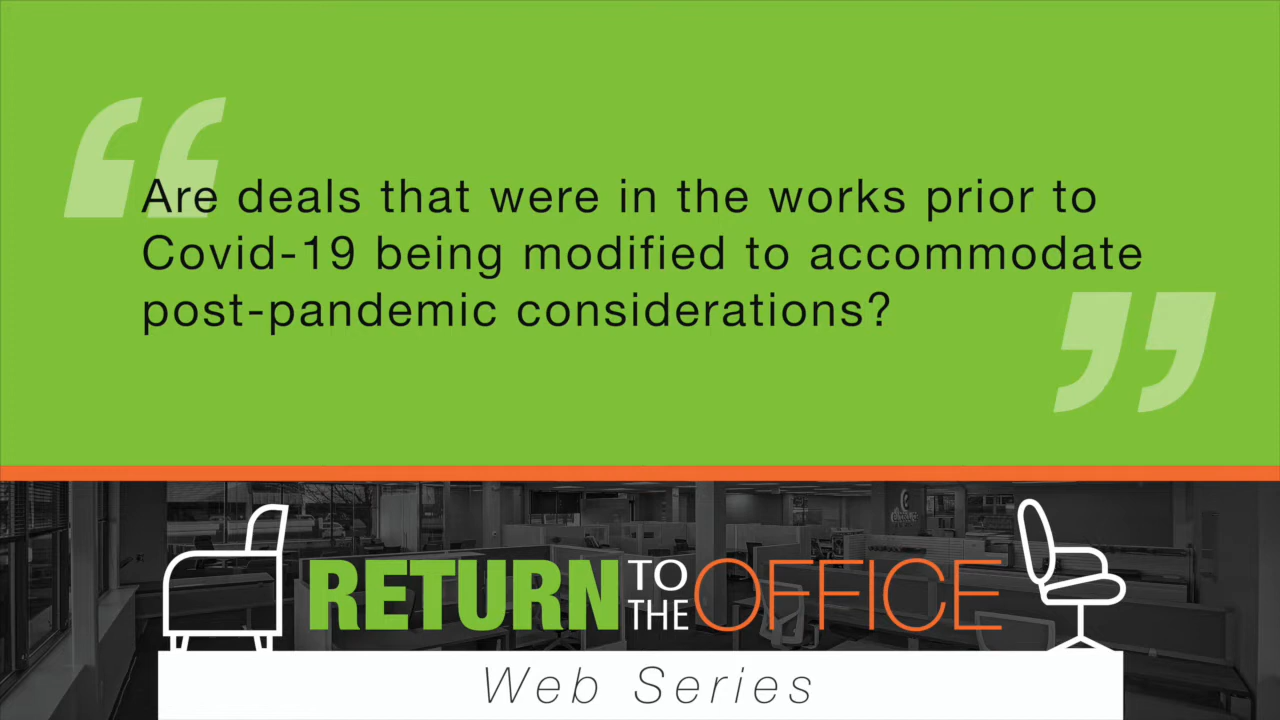 Are deals that were in the works prior to
Covid-19 being modified to accommodate
post-pandemic considerations?
RETURN TO THE OFFICE
Web Series